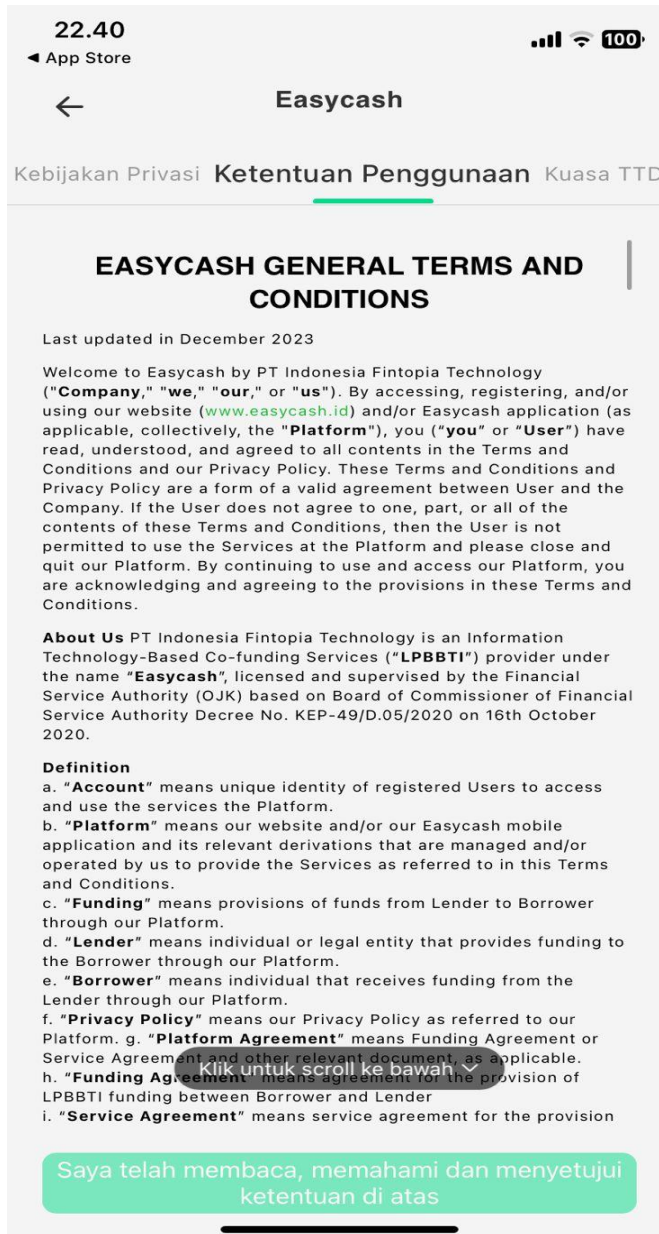 22.40
◀ App Store
100
Easycash
Kebijakan Privasi Ketentuan Penggunaan Kuasa TTD
EASYCASH GENERAL TERMS AND
CONDITIONS
Last updated in December 2023
Welcome to Easycash by PT Indonesia Fintopia Technology
("Company," "we," "our," or "us"). By accessing, registering, and/or
using our website (www.easycash.id) and/or Easycash application (as
applicable, collectively, the "Platform"), you (“you” or “User”) have
read, understood, and agreed to all contents in the Terms and
Conditions and our Privacy Policy. These Terms and Conditions and
Privacy Policy are a form of a valid agreement between User and the
Company. If the User does not agree to one, part, or all of the
contents of these Terms and Conditions, then the User is not
permitted to use the Services at the Platform and please close and
quit our Platform. By continuing to use and access our Platform, you
are acknowledging and agreeing to the provisions in these Terms and
Conditions.
About Us PT Indonesia Fintopia Technology is an Information
Technology-Based Co-funding Services (“LPBBTI”) provider under
the name “Easycash”, licensed and supervised by the Financial
Service Authority (OJK) based on Board of Commissioner of Financial
Service Authority Decree No. KEP-49/D.05/2020 on 16th October
2020.
Definition
a. “Account” means unique identity of registered Users to access
and use the services the Platform.
b. “Platform” means our website and/or our Easycash mobile
application and its relevant derivations that are managed and/or
operated by us to provide the Services as referred to in this Terms
and Conditions.
c. “Funding” means provisions of funds from Lender to Borrower
through our Platform.
d. “Lender” means individual or legal entity that provides funding to
the Borrower through our Platform.
e. “Borrower” means individual that receives funding from the
Lender through our Platform.
f. “Privacy Policy” means our Privacy Policy as referred to our
Platform. g. “Platform Agreement” means Funding Agreement or
Service Agreement and other relevant document, as applicable.
Klik untuk scroll ke bawah
h. “Funding Agreement” means agreement for the provision of
LPBBTI funding between Borrower and Lender
i. “Service Agreement” means service agreement for the provision
Saya telah membaca, memahami dan menyetujui
ketentuan di atas